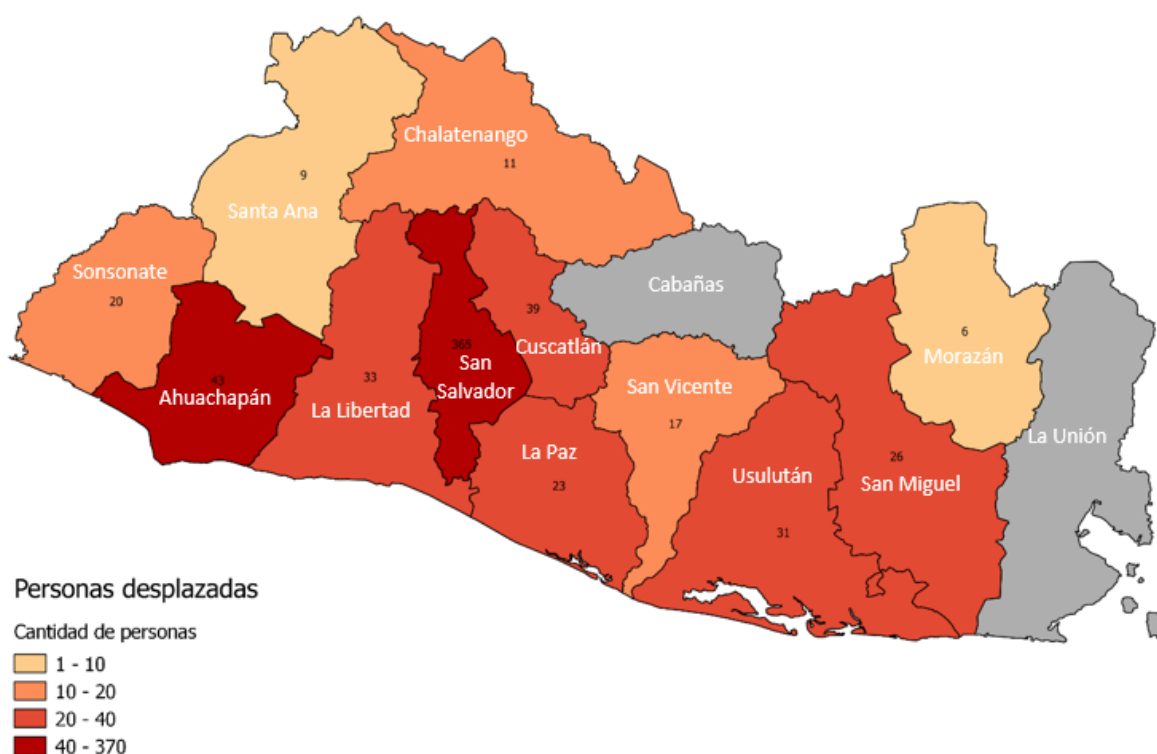 Chalatenango
11
9
Santa Ana
Sonsonate
20
Cabañas
39
Cuscatlán
6
Morazán
365
San
Salvador
43
Ahuachapán
33
La Libertad
San Vicente
17
La Unión
La Paz
23
Usulután
31
26
San Miguel
Personas desplazadas
Cantidad de personas
1 - 10
10 - 20
20 - 40
40 - 370